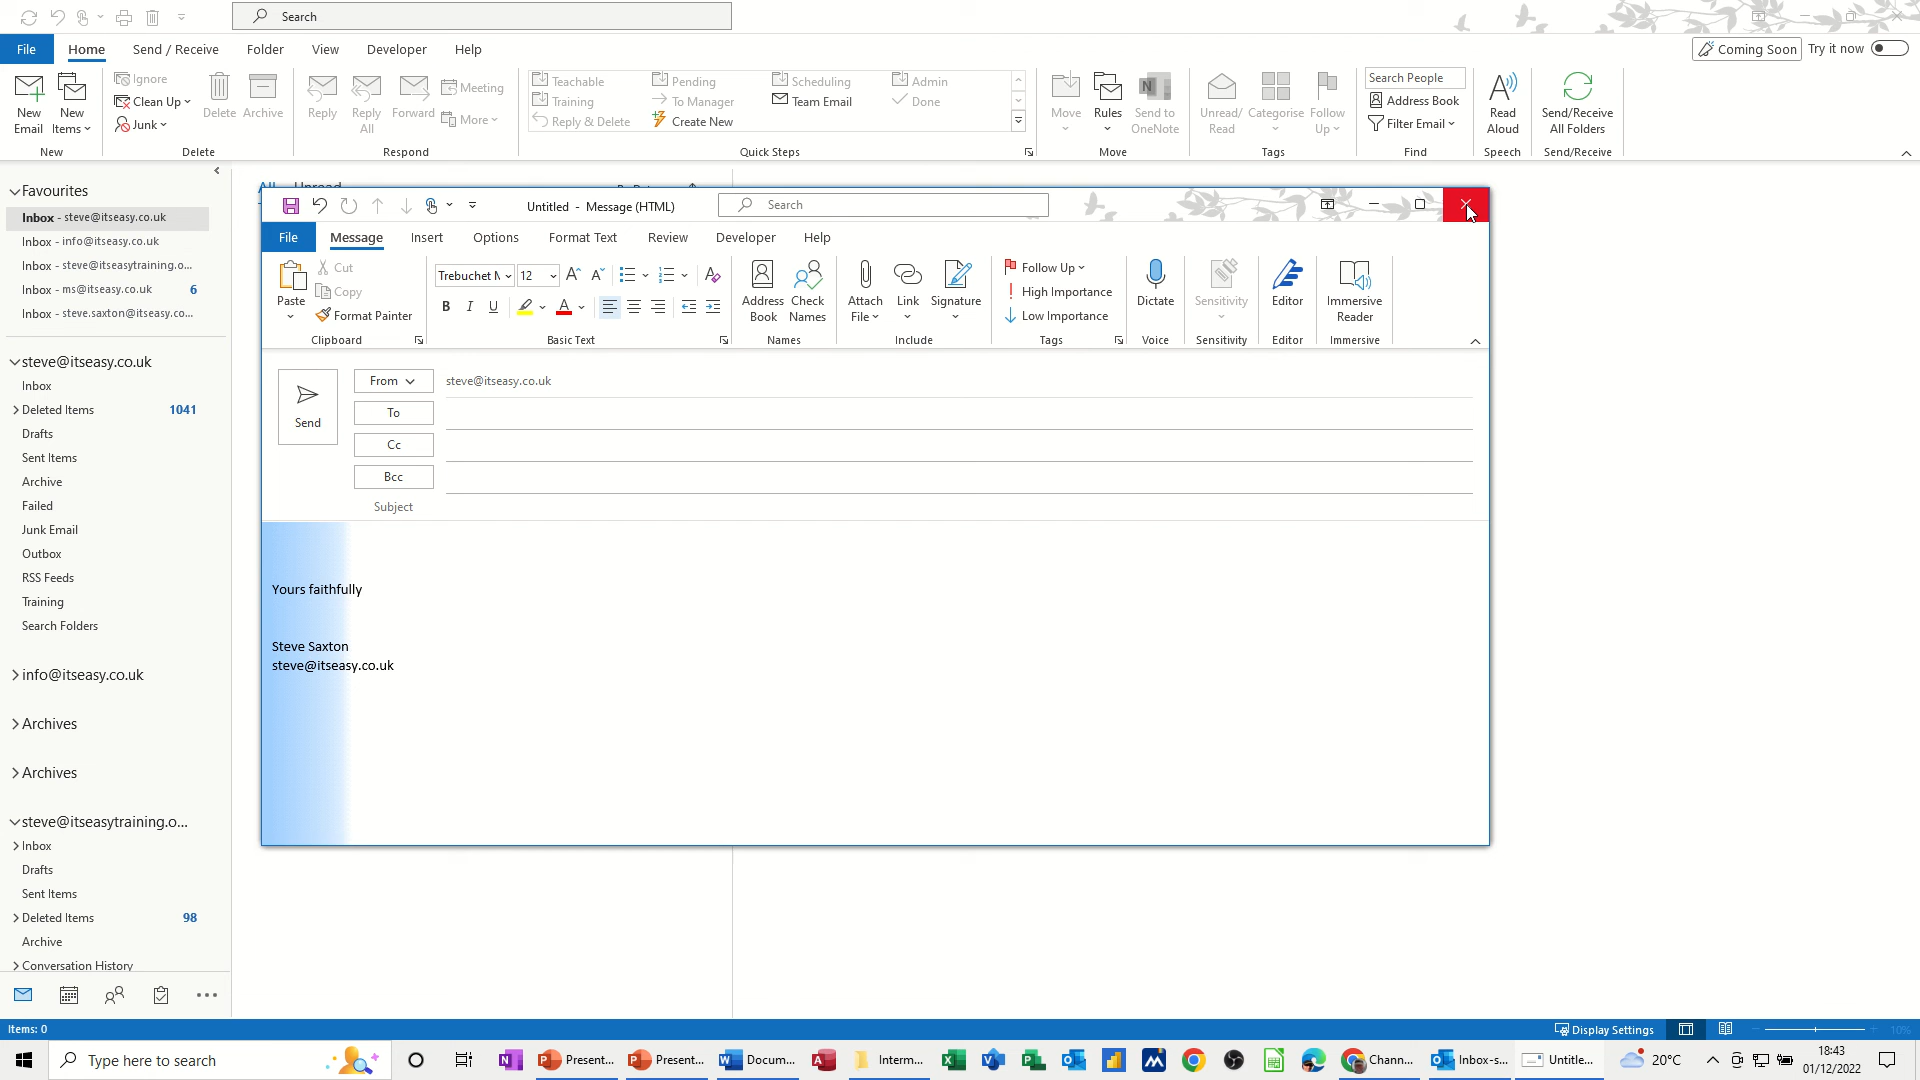 Search
File
Home
Send / Receive
Folder
View
Developer
Help
Coming Soon
Try it now
New Email
New Items
New
Ignore
Clean Up
Junk
Delete
Archive
Delete
Reply
Reply All
Forward
Meeting
More
Respond
Teachable
Pending
Scheduling
Admin
Training
To Manager
Team Email
Done
Reply & Delete
Create New
Quick Steps
Move
Rules
Send to OneNote
Move
Unread/ Read
Categorise
Follow Up
Tags
Search People
Address Book
Filter Email
Find
Read Aloud
Speech
Send/Receive All Folders
Send/Receive
Favourites
Inbox - steve@itseasy.co.uk
Inbox - info@itseasy.co.uk
Inbox - steve@itseasytraining.o...
Inbox - ms@itseasy.co.uk 6
Inbox - steve.saxton@itseasy.co...
steve@itseasy.co.uk
Inbox
Deleted Items 1041
Drafts
Sent Items
Archive
Failed
Junk Email
Outbox
RSS Feeds
Training
Search Folders
info@itseasy.co.uk
Archives
Archives
steve@itseasytraining.o...
Inbox
Drafts
Sent Items
Deleted Items 98
Archive
Conversation History
All Unread
Untitled - Message (HTML)
Search
File
Message
Insert
Options
Format Text
Review
Developer
Help
Paste
Cut
Copy
Format Painter
Clipboard
Trebuchet M
12
B I U
Basic Text
Address Book
Check Names
Names
Attach File
Link
Signature
Include
Follow Up
High Importance
Low Importance
Tags
Dictate
Voice
Sensitivity
Sensitivity
Editor
Editor
Immersive Reader
Immersive
Send
From
steve@itseasy.co.uk
To
Cc
Bcc
Subject
Yours faithfully
Steve Saxton
steve@itseasy.co.uk
Items: 0
Display Settings
10%
Type here to search
Present...
Present...
Docum...
Interm...
Chann...
Inbox - s...
Untitle...
20°C
18:43
01/12/2022